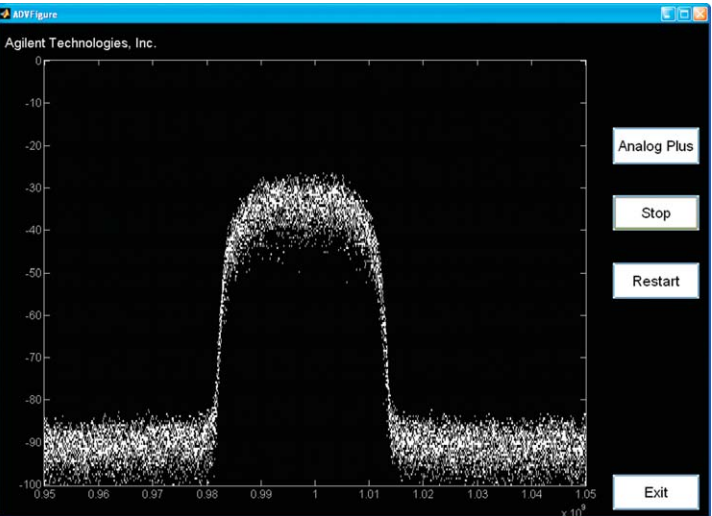 ADVFigure
Agilent Technologies, Inc.
0
-10
-20
-30
-40
-50
-60
-70
-80
-90
-100
0.95 0.96 0.97 0.98 0.99 1 1.01 1.02 1.03 1.04 1.05
x 10⁹
Analog Plus
Stop
Restart
Exit